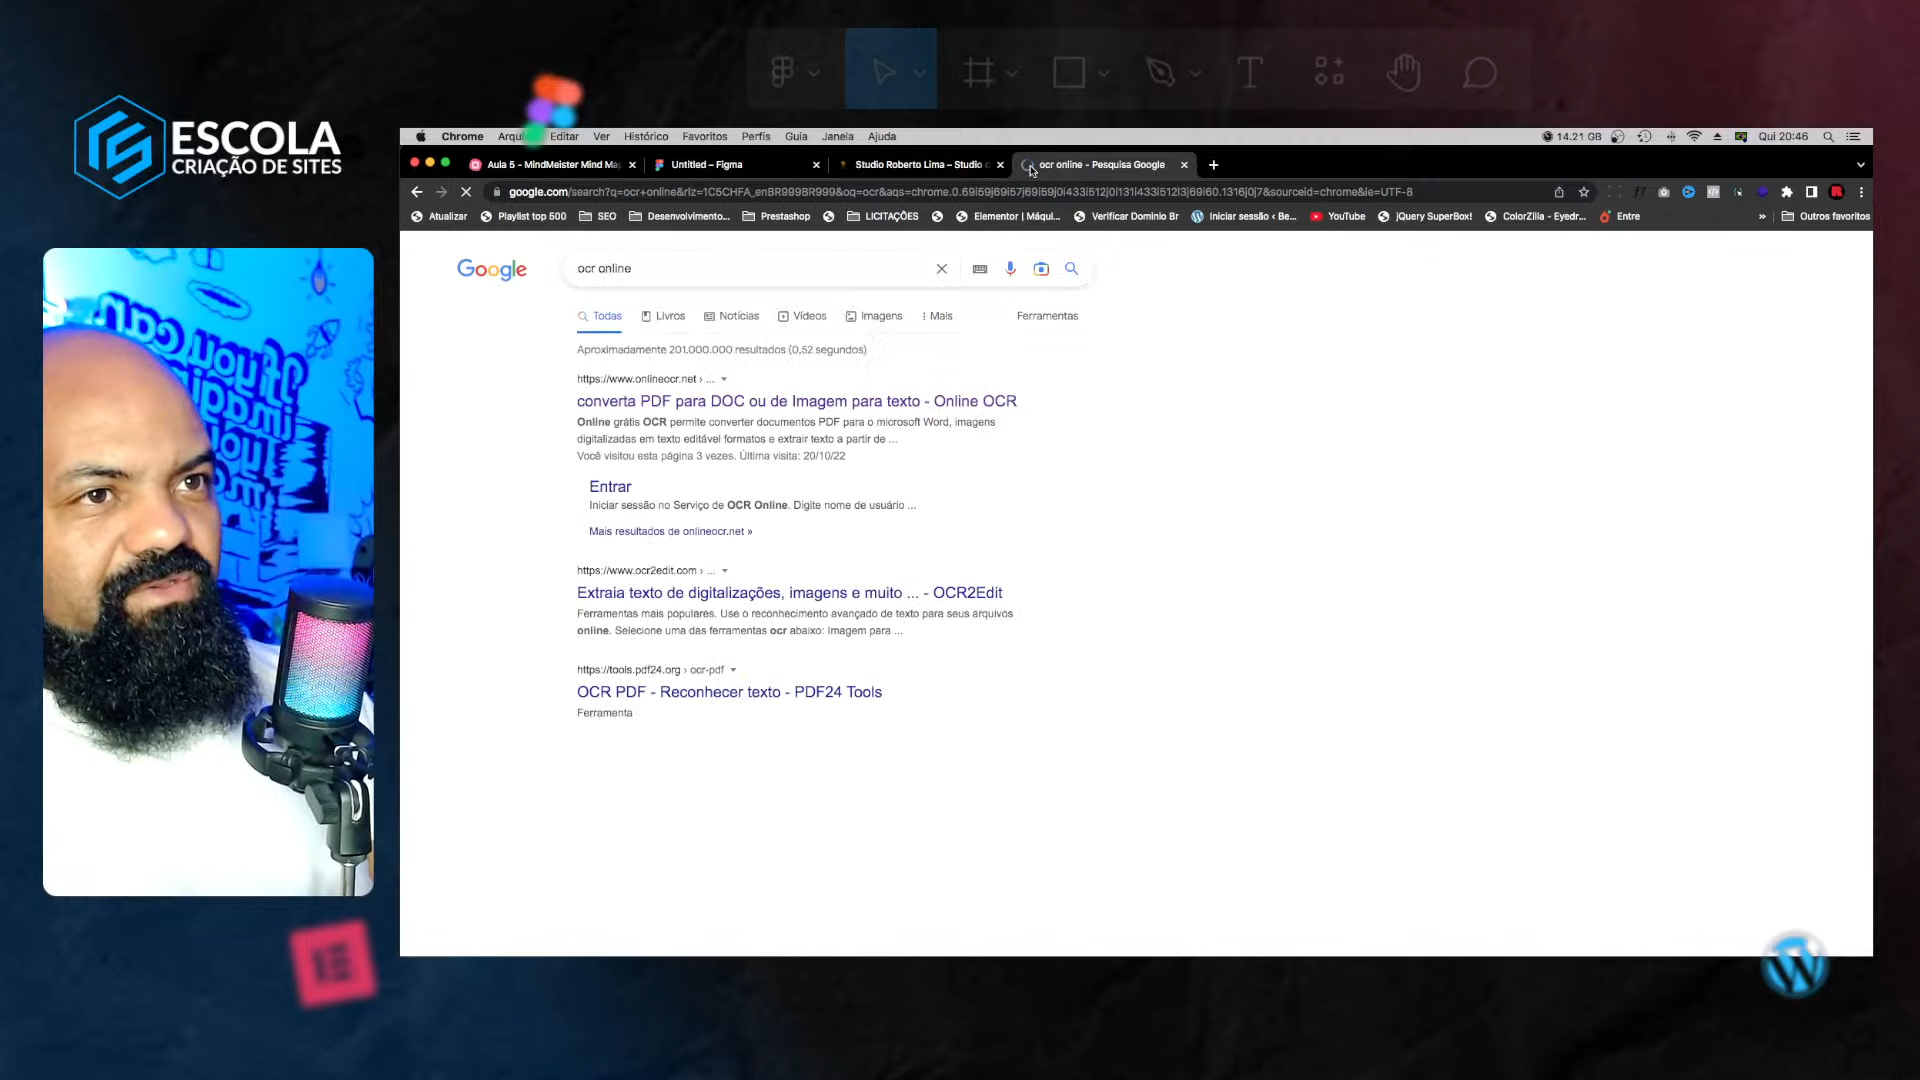 ESCOLA
CRIAÇÃO DE SITES
Chrome Editar Ver Histórico Favoritos Perfis Guia Janela Ajuda
14.21 GB Qui 20:46
Aula 5 - MindMeister Mind Ma
Untitled – Figma
Studio Roberto Lima – Studio
ocr online - Pesquisa Google
google.com/search?q=ocr+online&rlz=1C5CHFA_enBR999BR999&oq=ocr&aqs=chrome.0.69i59j69i57j69i59j0i433i512j0i131i433i512l3j69i60.1316j0j7&sourceid=chrome&ie=UTF-8
Atualizar Playlist top 500 SEO Desenvolvimento... Prestashop LICITAÇÕES Elementor | Máqui... Verificar Dominio Br Iniciar sessão ‹ Be... YouTube jQuery SuperBox! ColorZilla - Eyedr... Entre » Outros favoritos
Google
ocr online
Todas Livros Notícias Vídeos Imagens Mais Ferramentas
Aproximadamente 201.000.000 resultados (0,52 segundos)
https://www.onlineocr.net › ...
converta PDF para DOC ou de Imagem para texto - Online OCR
Online grátis OCR permite converter documentos PDF para o microsoft Word, imagens
digitalizadas em texto editável formatos e extrair texto a partir de ...
Você visitou esta página 3 vezes. Última visita: 20/10/22
Entrar
Iniciar sessão no Serviço de OCR Online. Digite nome de usuário ...
Mais resultados de onlineocr.net »
https://www.ocr2edit.com › ...
Extraia texto de digitalizações, imagens e muito ... - OCR2Edit
Ferramentas mais populares. Use o reconhecimento avançado de texto para seus arquivos
online. Selecione uma das ferramentas ocr abaixo: Imagem para ...
https://tools.pdf24.org › ocr-pdf
OCR PDF - Reconhecer texto - PDF24 Tools
Ferramenta